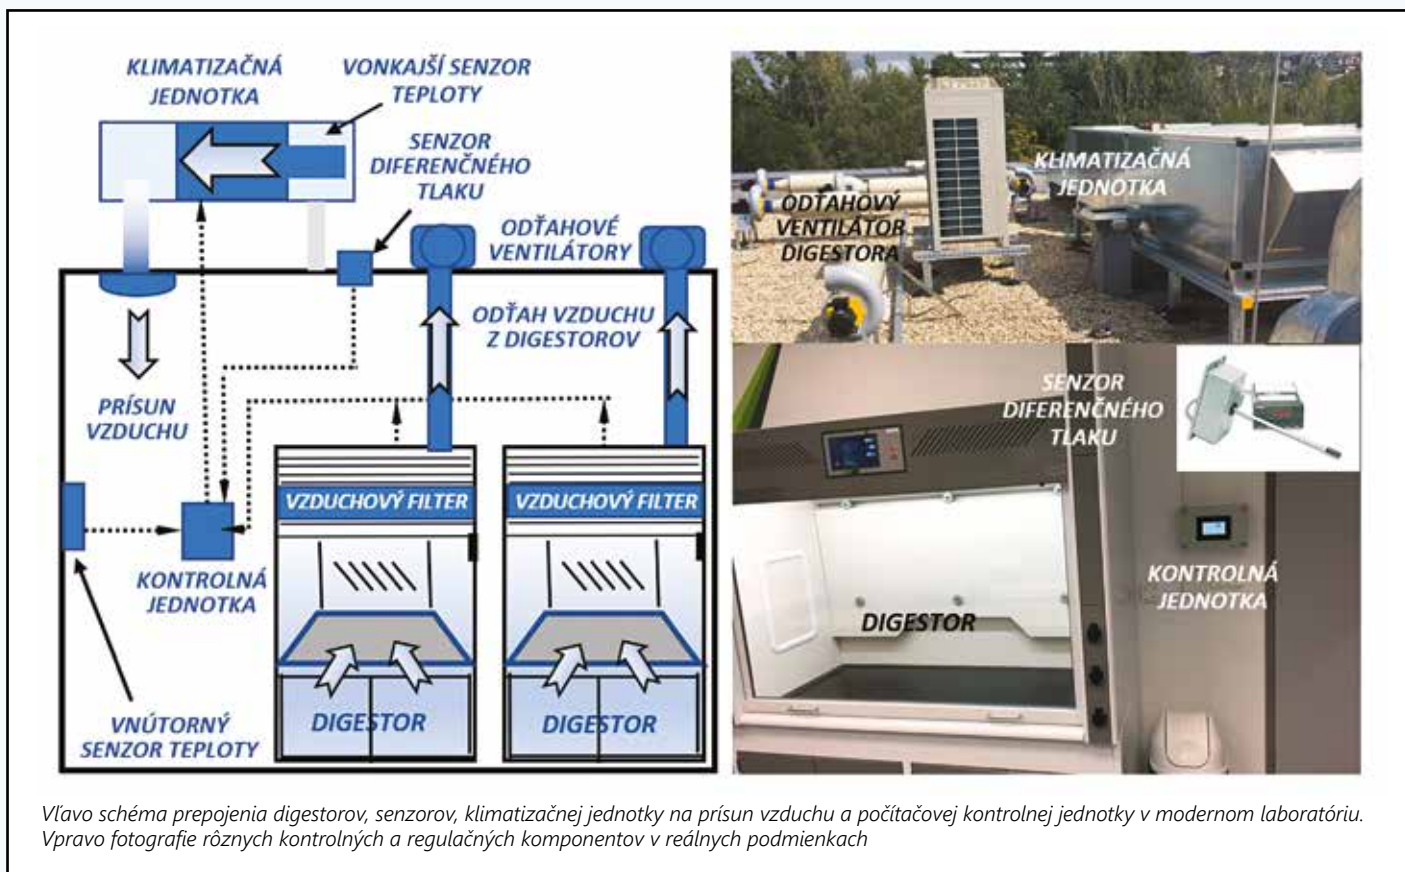 KLIMATIZAČNÁ
JEDNOTKA
VONKAJŠÍ SENZOR
TEPLOTY
SENZOR
DIFERENČNÉHO
TLAKU
ODŤAHOVÉ
VENTILÁTORY
ODŤAH VZDUCHU
Z DIGESTOROV
PRÍSUN
VZDUCHU
VZDUCHOVÝ FILTER
VZDUCHOVÝ FILTER
KONTROLNÁ
JEDNOTKA
DIGESTOR
DIGESTOR
VNÚTORNÝ
SENZOR TEPLOTY
KLIMATIZAČNÁ
JEDNOTKA
ODŤAHOVÝ
VENTILÁTOR
DIGESTORA
SENZOR
DIFERENČNÉHO
TLAKU
KONTROLNÁ
JEDNOTKA
DIGESTOR
Vľavo schéma prepojenia digestorov, senzorov, klimatizačnej jednotky na prísun vzduchu a počítačovej kontrolnej jednotky v modernom laboratóriu.
Vpravo fotografie rôznych kontrolných a regulačných komponentov v reálnych podmienkach